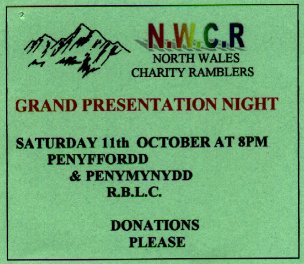 N.W.C.R
NORTH WALES
CHARITY RAMBLERS
GRAND PRESENTATION NIGHT
SATURDAY 11th OCTOBER AT 8PM
PENYFFORDD
& PENYMYNYDD
R.B.L.C.
DONATIONS
PLEASE